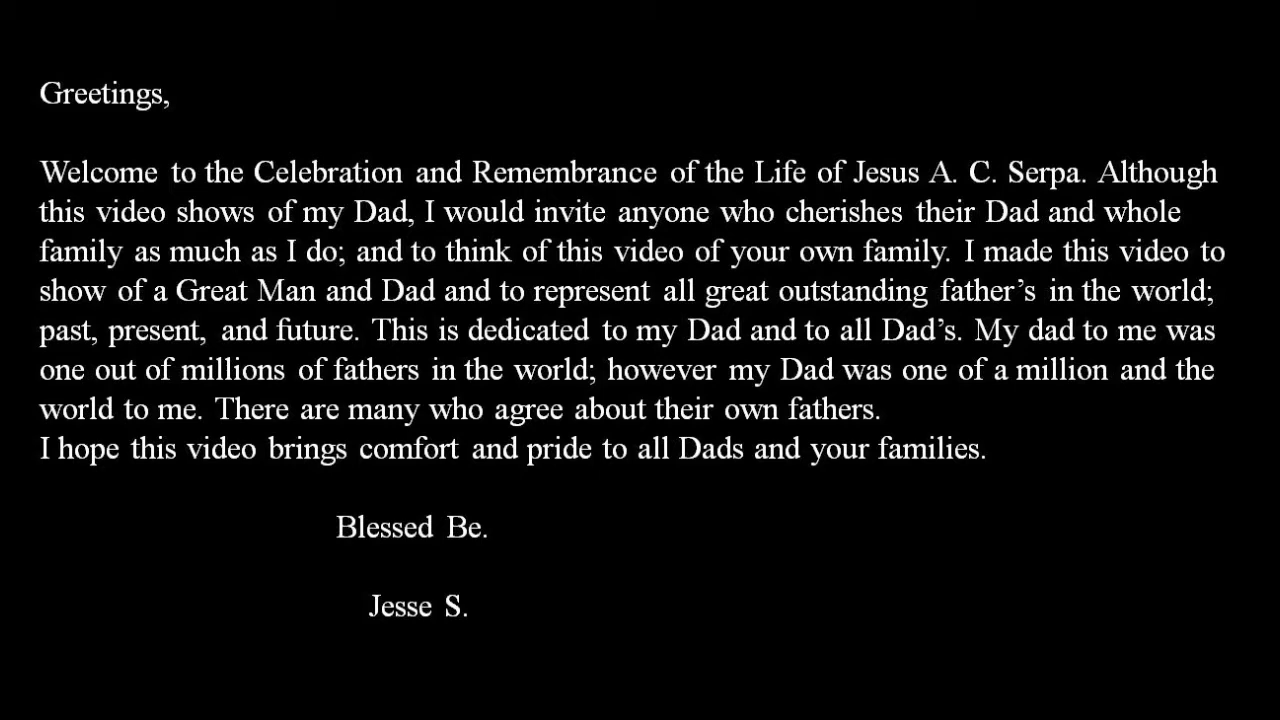 Greetings,
Welcome to the Celebration and Remembrance of the Life of Jesus A. C. Serpa. Although
this video shows of my Dad, I would invite anyone who cherishes their Dad and whole
family as much as I do; and to think of this video of your own family. I made this video to
show of a Great Man and Dad and to represent all great outstanding father’s in the world;
past, present, and future. This is dedicated to my Dad and to all Dad’s. My dad to me was
one out of millions of fathers in the world; however my Dad was one of a million and the
world to me. There are many who agree about their own fathers.
I hope this video brings comfort and pride to all Dads and your families.
Blessed Be.
Jesse S.